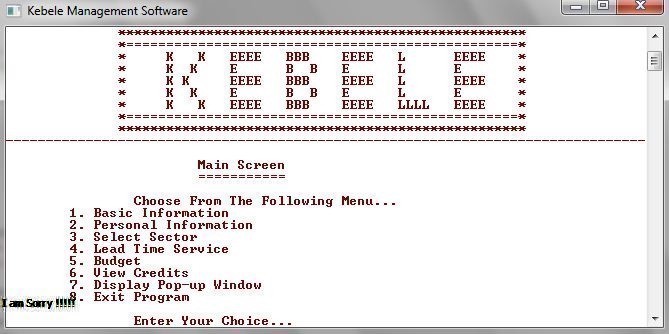 Kebele Management Software
***************************************************
*=================================================*
*     K   K   EEEE   BBB    EEEE   L      EEEE    *
*     K  K    E      B  B   E      L      E       *
*     K K     EEEE   BBB    EEEE   L      EEEE    *
*     K  K    E      B  B   E      L      E       *
*     K   K   EEEE   BBB    EEEE   LLLL   EEEE    *
*=================================================*
***************************************************
--------------------------------------------------------------------------------
Main Screen
===========
Choose From The Following Menu...
1. Basic Information
2. Personal Information
3. Select Sector
4. Lead Time Service
5. Budget
6. View Credits
7. Display Pop-up Window
8. Exit Program
I am Sorry !!!!!
Enter Your Choice...